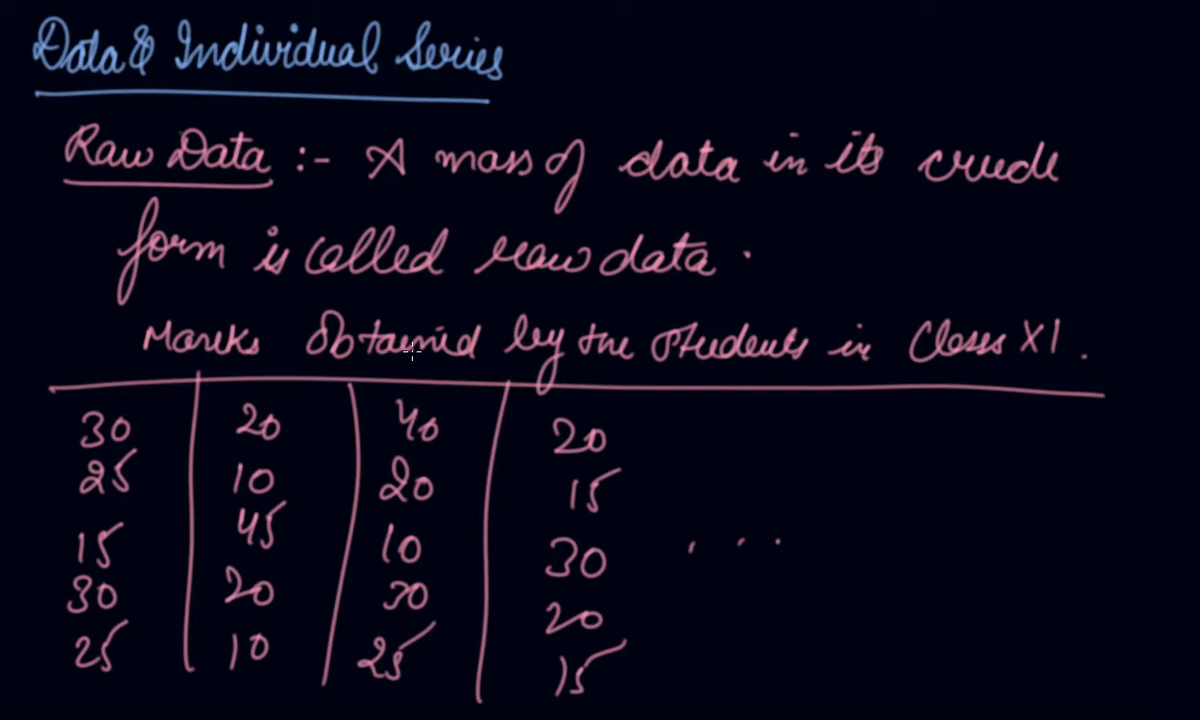 Data & Individual Series
Raw Data :- A mass of data in its crude
form is called raw data.
Marks Obtained by the students in Class XI.
30 20 40 20
25 10 20 15
15 45 10 30
30 20 30 20
25 10 25 15
...